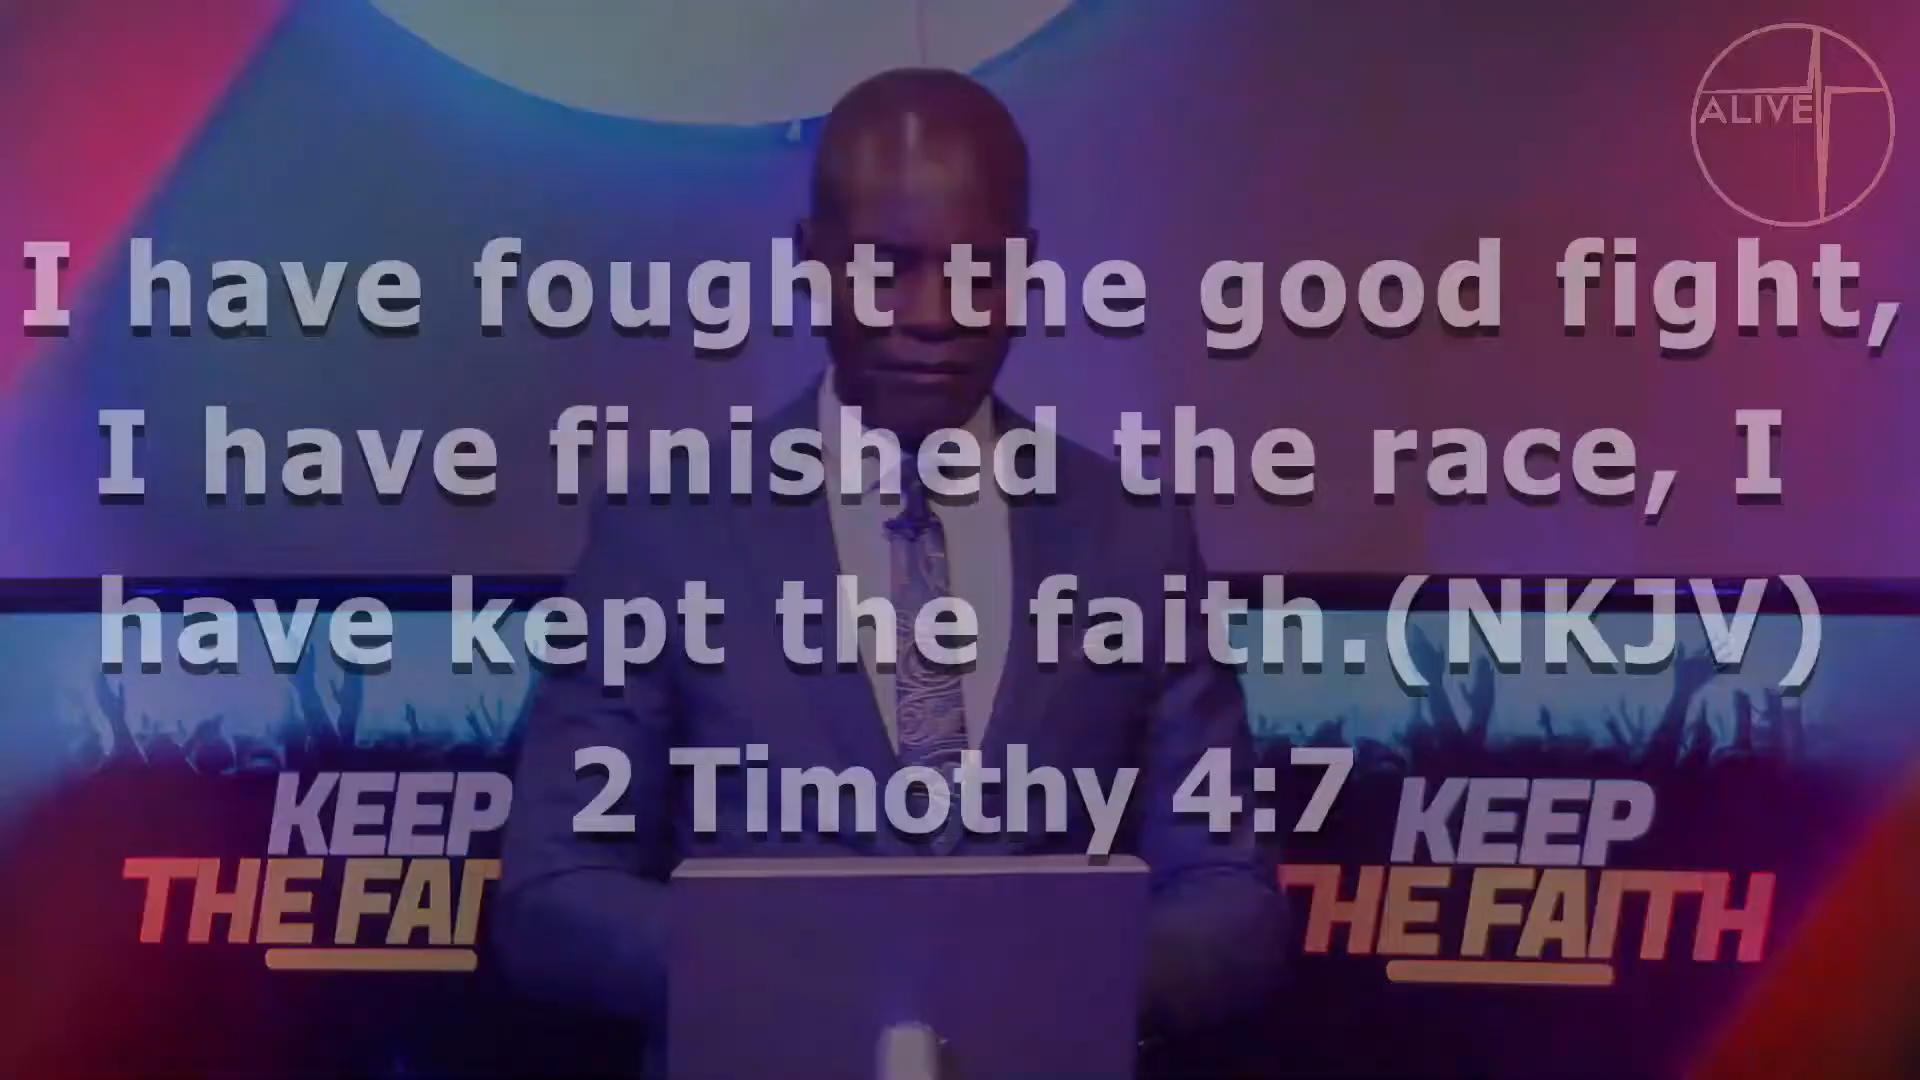 ALIVE
I have fought the good fight,
I have finished the race, I
have kept the faith.(NKJV)
2 Timothy 4:7
KEEP
THE FAI
KEEP
THE FAITH